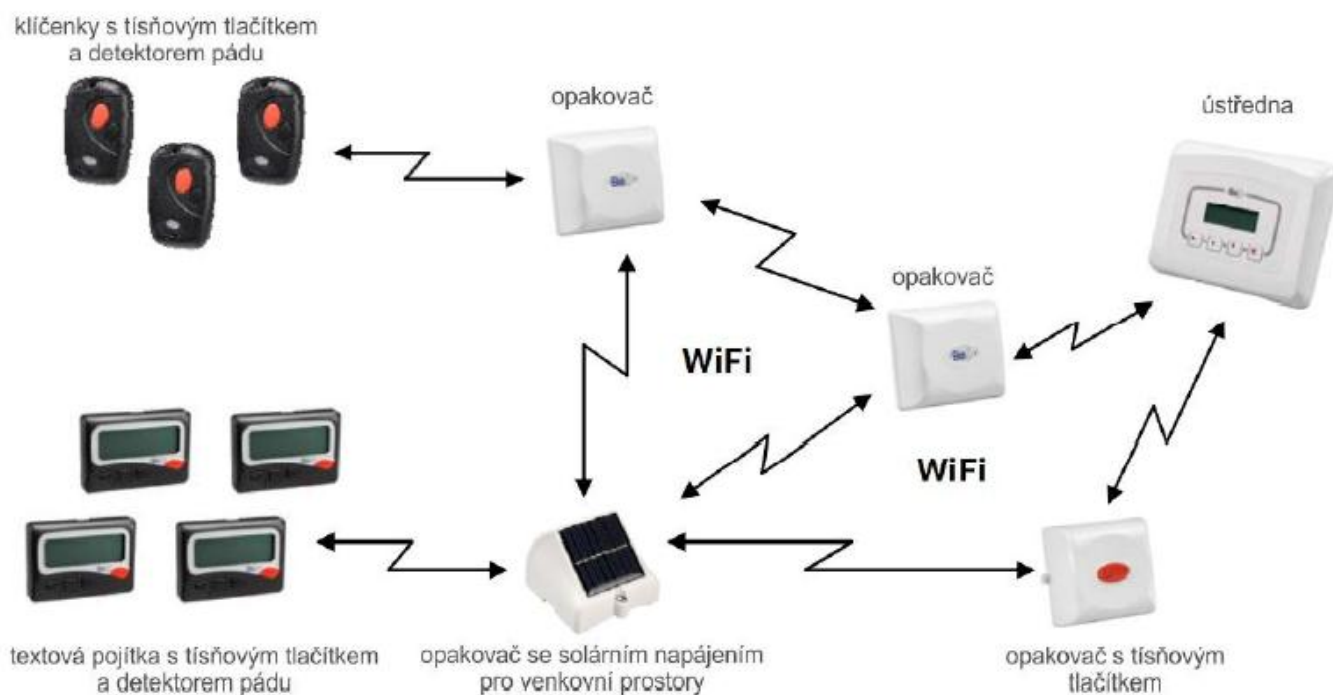 klíčenky s tísňovým tlačítkem
a detektorem pádu
opakovač
ústředna
opakovač
WiFi
WiFi
textová pojítka s tísňovým tlačítkem
a detektorem pádu
opakovač se solárním napájením
pro venkovní prostory
opakovač s tísňovým
tlačítkem